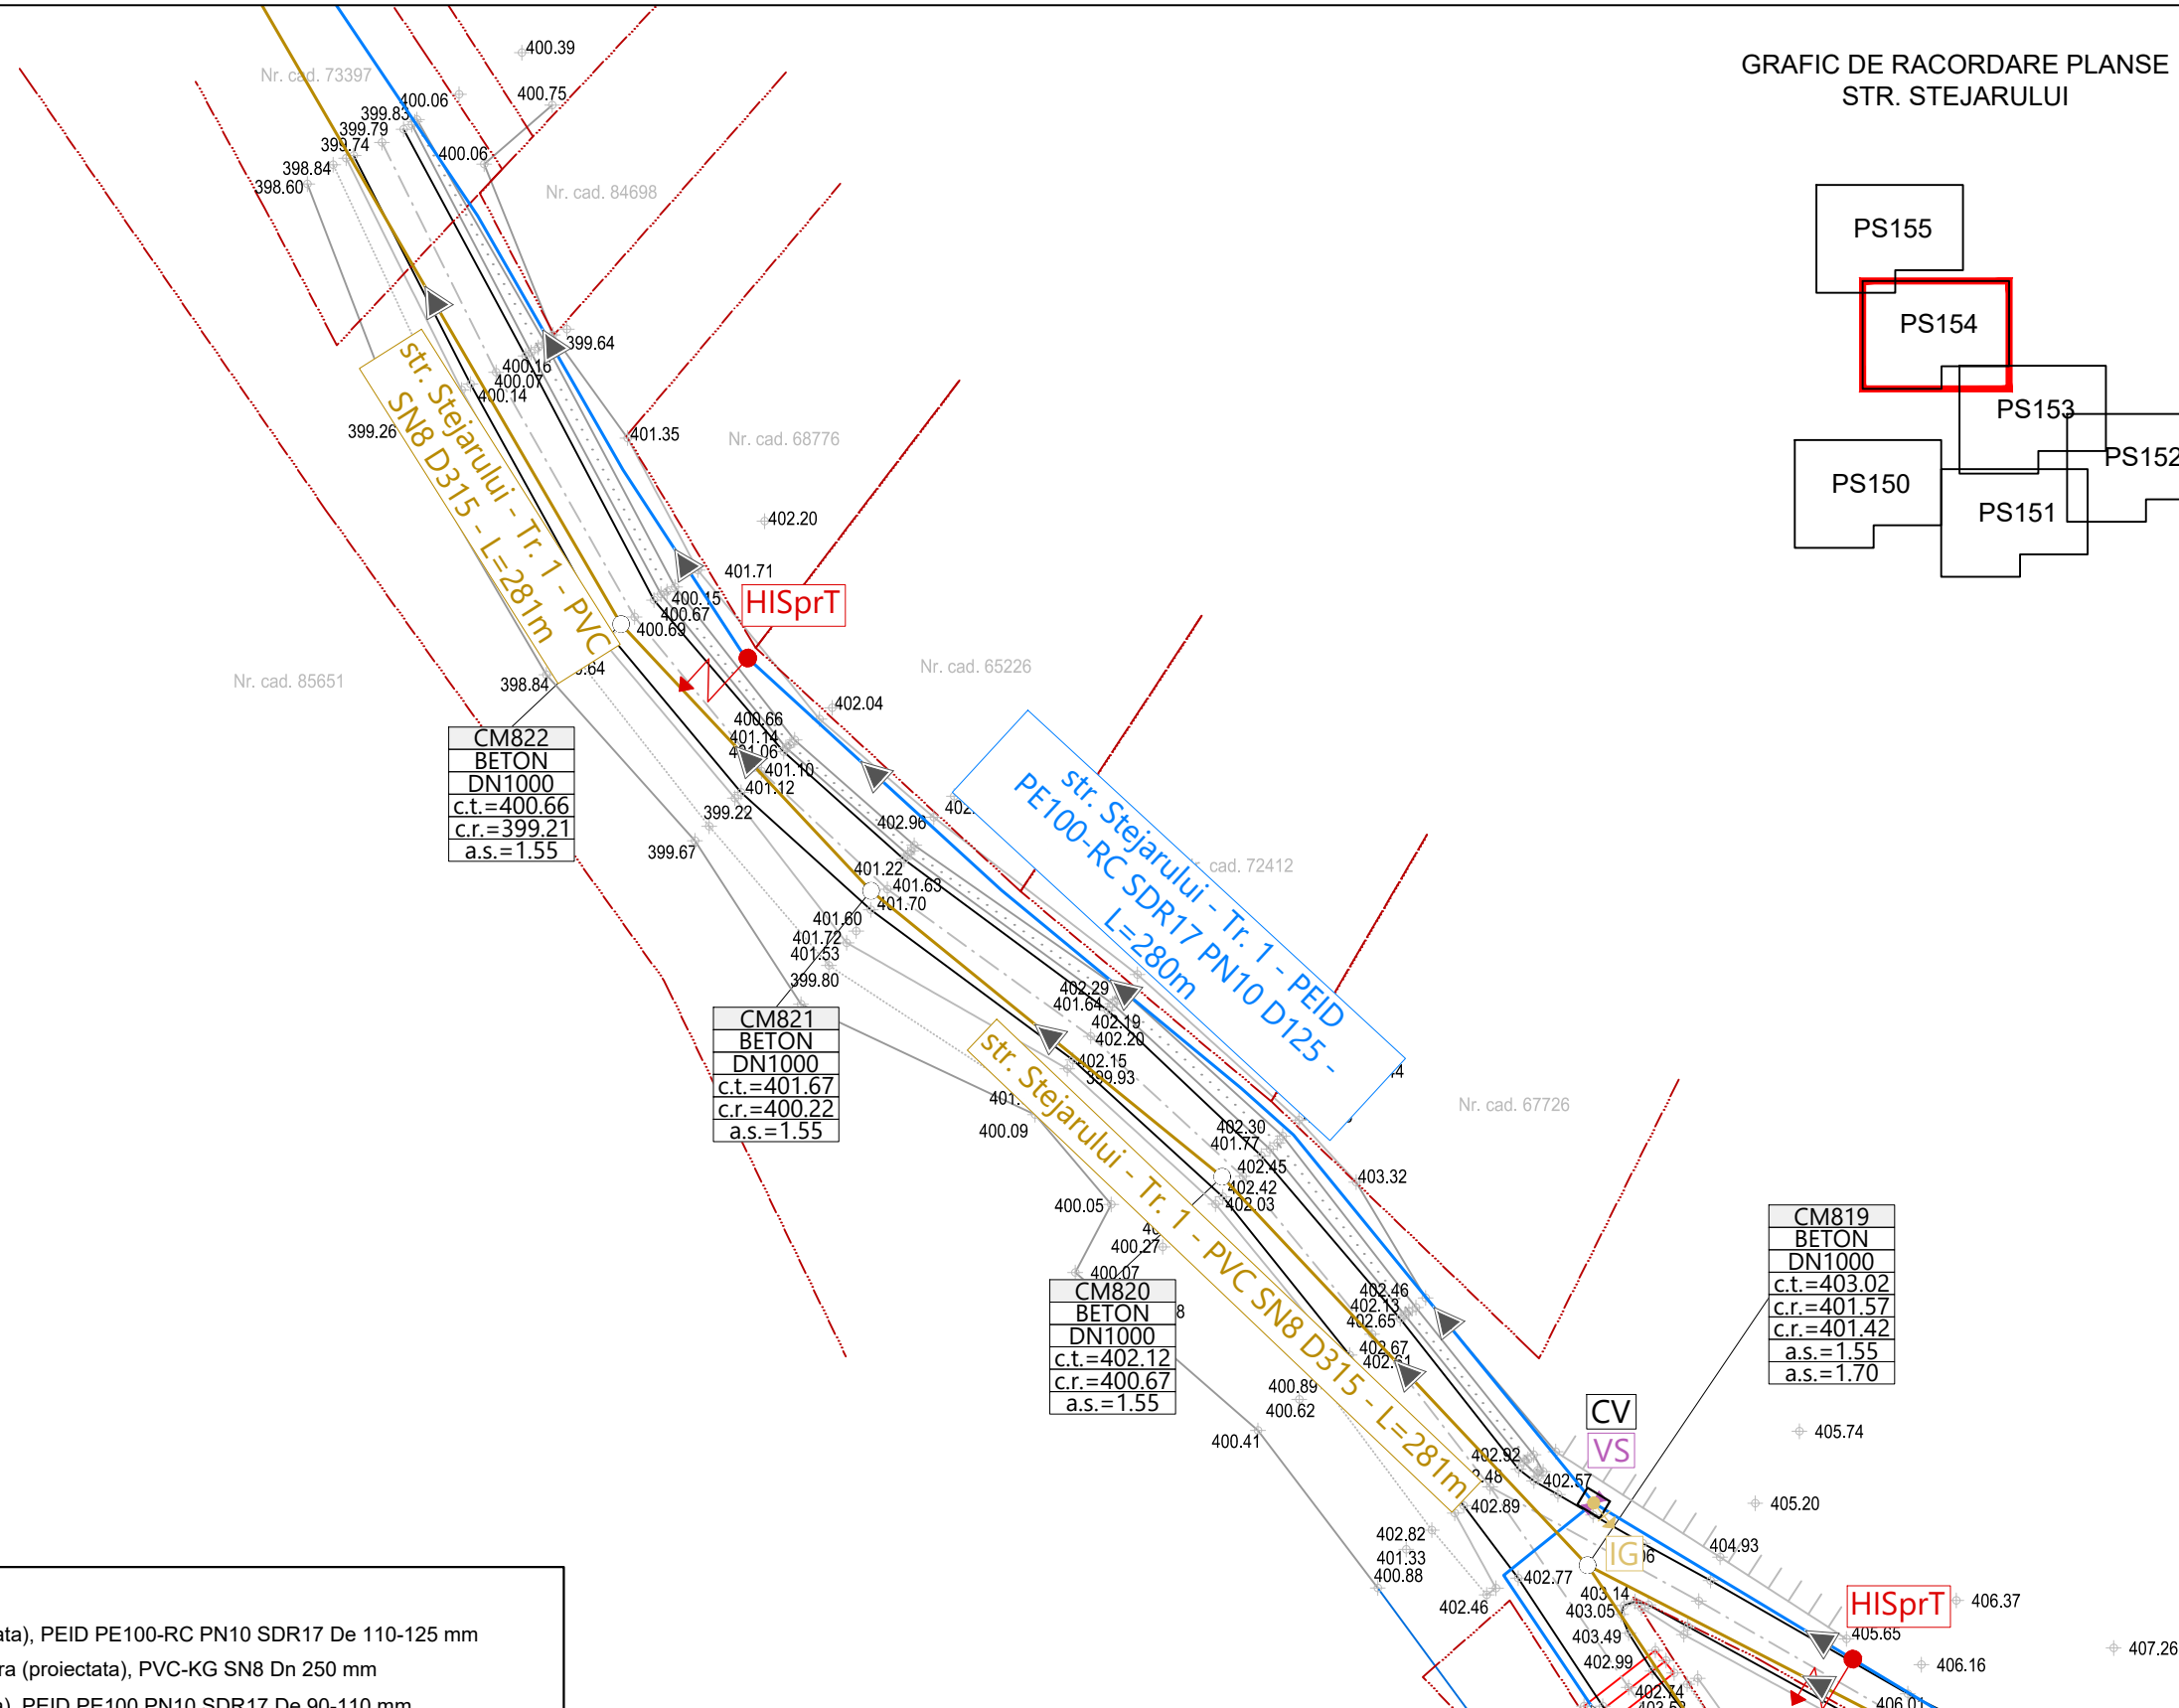 GRAFIC DE RACORDARE PLANSE
STR. STEJARULUI
PS155
PS154
PS153
PS152
PS150
PS151
Nr. cad. 73397
400.39
400.75
400.06
399.83
399.79
399.74
398.84
398.60
400.06
Nr. cad. 84698
399.64
400.16
400.07
400.14
399.26
401.35
Nr. cad. 68776
402.20
401.71
str. Stejarului - Tr. 1 - PVC
SN8 D315 - L=281m
HISprT
400.15
400.67
400.69
398.84
Nr. cad. 85651
Nr. cad. 65226
402.04
400.66
401.14
401.10
401.12
399.22
399.67
402.96
CM822
BETON
DN1000
c.t.=400.66
c.r.=399.21
a.s.=1.55
str. Stejarului - Tr. 1 - PEID
PE100-RC SDR17 PN10 D125 -
L=280m
cad. 72412
401.22
401.63
401.70
401.60
401.72
401.53
399.80
402.29
401.64
402.19
402.20
402.15
399.93
400.09
CM821
BETON
DN1000
c.t.=401.67
c.r.=400.22
a.s.=1.55
Nr. cad. 67726
402.30
401.77
402.45
402.42
402.03
403.32
400.05
400.27
400.07
str. Stejarului - Tr. 1 - PVC SN8 D315 - L=281m
CM820
BETON
DN1000
c.t.=402.12
c.r.=400.67
a.s.=1.55
402.46
402.13
402.65
402.67
402.61
400.89
400.62
400.41
CM819
BETON
DN1000
c.t.=403.02
c.r.=401.57
c.r.=401.42
a.s.=1.55
a.s.=1.70
CV
VS
IG
405.74
405.20
404.93
402.92
402.57
402.89
402.82
401.33
400.88
402.77
402.46
403.14
403.05
403.49
402.99
402.74
HISprT
405.65
406.37
406.16
407.26
406.01
PEID PE100-RC PN10 SDR17 De 110-125 mm
(proiectata), PVC-KG SN8 Dn 250 mm
PEID PE100 PN10 SDR17 De 90-110 mm